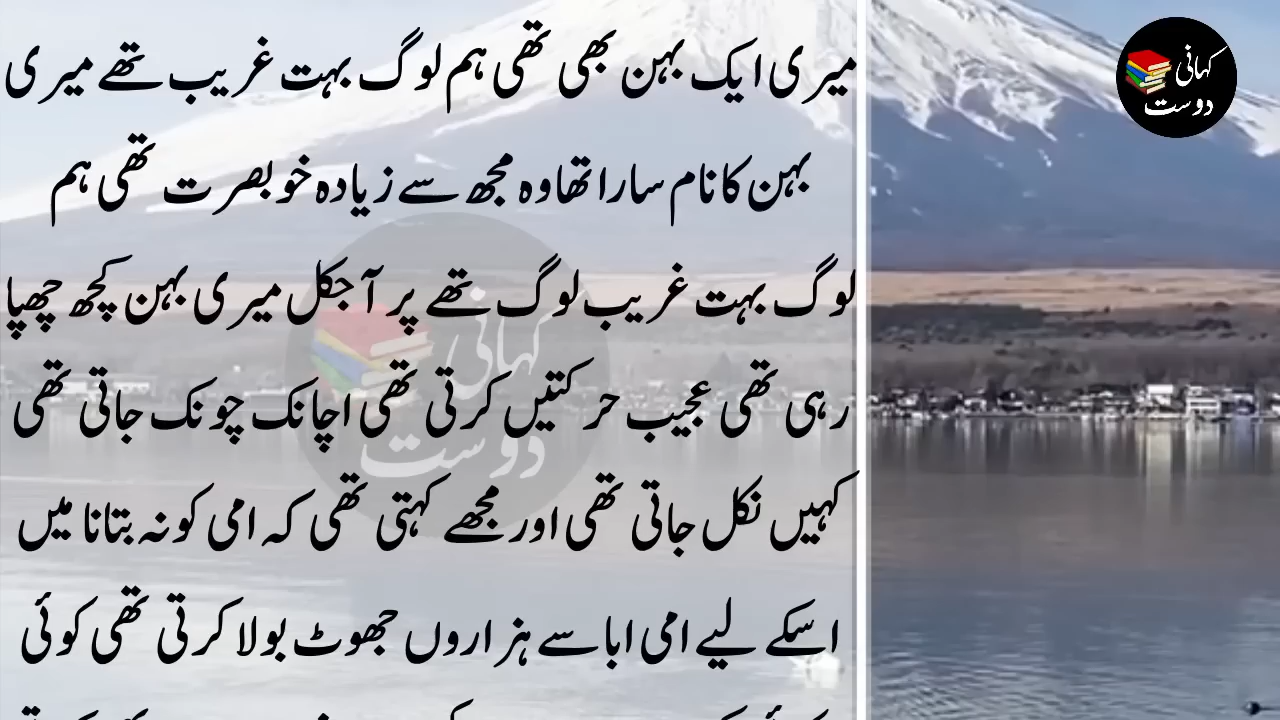 میری ایک بہن بھی تھی ہم لوگ بہت غریب تھے میری
بہن کا نام سارا تھا وہ مجھ سے زیادہ خوبصرت تھی ہم
لوگ بہت غریب لوگ تھے پر آجکل میری بہن کچھ چھپا
رہی تھی عجیب حرکتیں کرتی تھی اچانک چونک جاتی تھی
کہیں نکل جاتی تھی اور مجھے کہتی تھی کہ امی کو نہ بتانا میں
اسکے لیے امی ابا سے ہزاروں جھوٹ بولا کرتی تھی کوئی
کہانی
دوست
کہانی
دوست